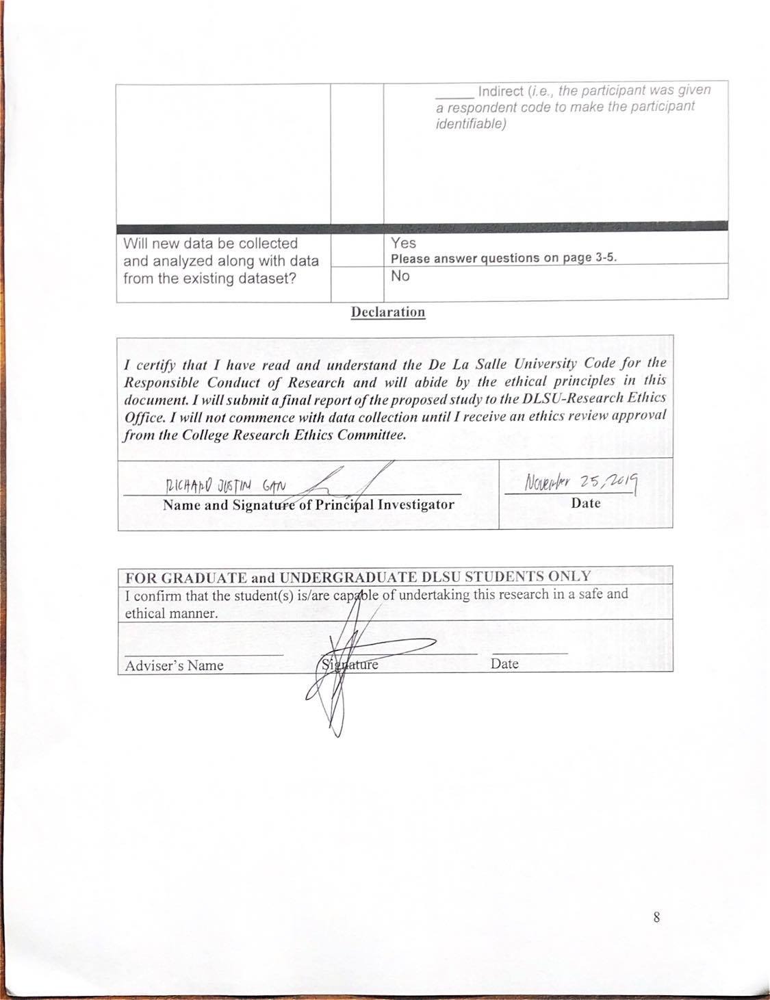 _____ Indirect (i.e., the participant was given
a respondent code to make the participant
identifiable)
Will new data be collected
and analyzed along with data
from the existing dataset?
Yes
Please answer questions on page 3-5.
No
Declaration
I certify that I have read and understand the De La Salle University Code for the
Responsible Conduct of Research and will abide by the ethical principles in this
document. I will submit a final report of the proposed study to the DLSU-Research Ethics
Office. I will not commence with data collection until I receive an ethics review approval
from the College Research Ethics Committee.
RICHARD JUSTIN GAN
Name and Signature of Principal Investigator
November 25, 2019
Date
FOR GRADUATE and UNDERGRADUATE DLSU STUDENTS ONLY
I confirm that the student(s) is/are capable of undertaking this research in a safe and
ethical manner.
Adviser's Name
Signature
Date
8